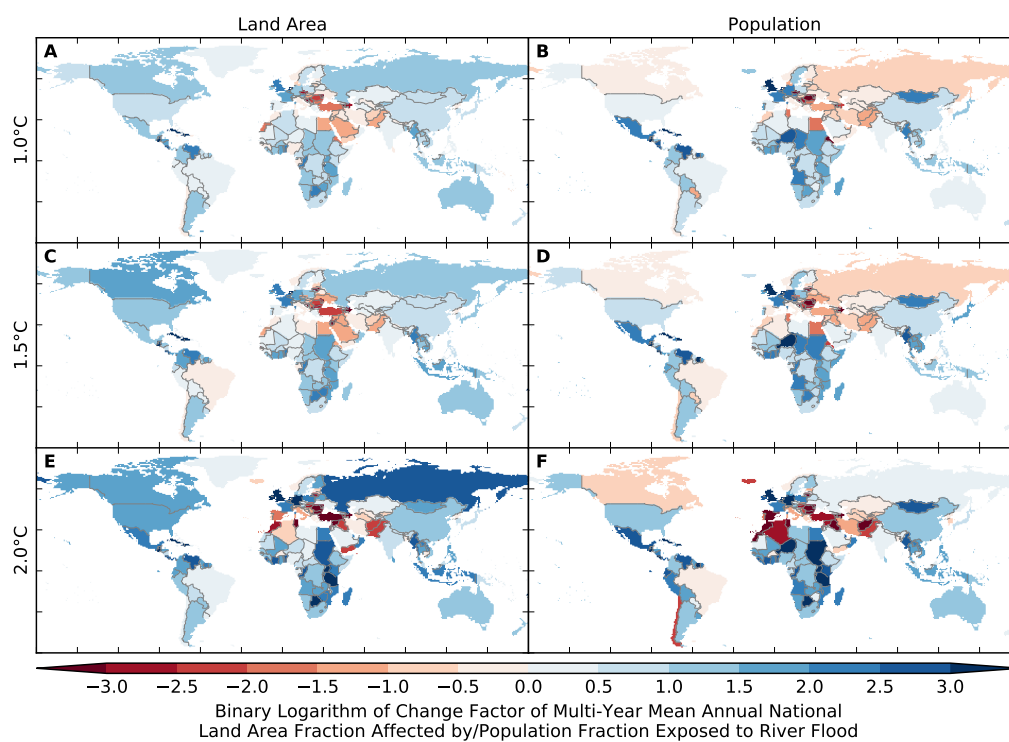 Land Area
Population
A
B
1.0°C
C
D
1.5°C
E
F
2.0°C
−3.0 −2.5 −2.0 −1.5 −1.0 −0.5 0.0 0.5 1.0 1.5 2.0 2.5 3.0
Binary Logarithm of Change Factor of Multi-Year Mean Annual National
Land Area Fraction Affected by/Population Fraction Exposed to River Flood